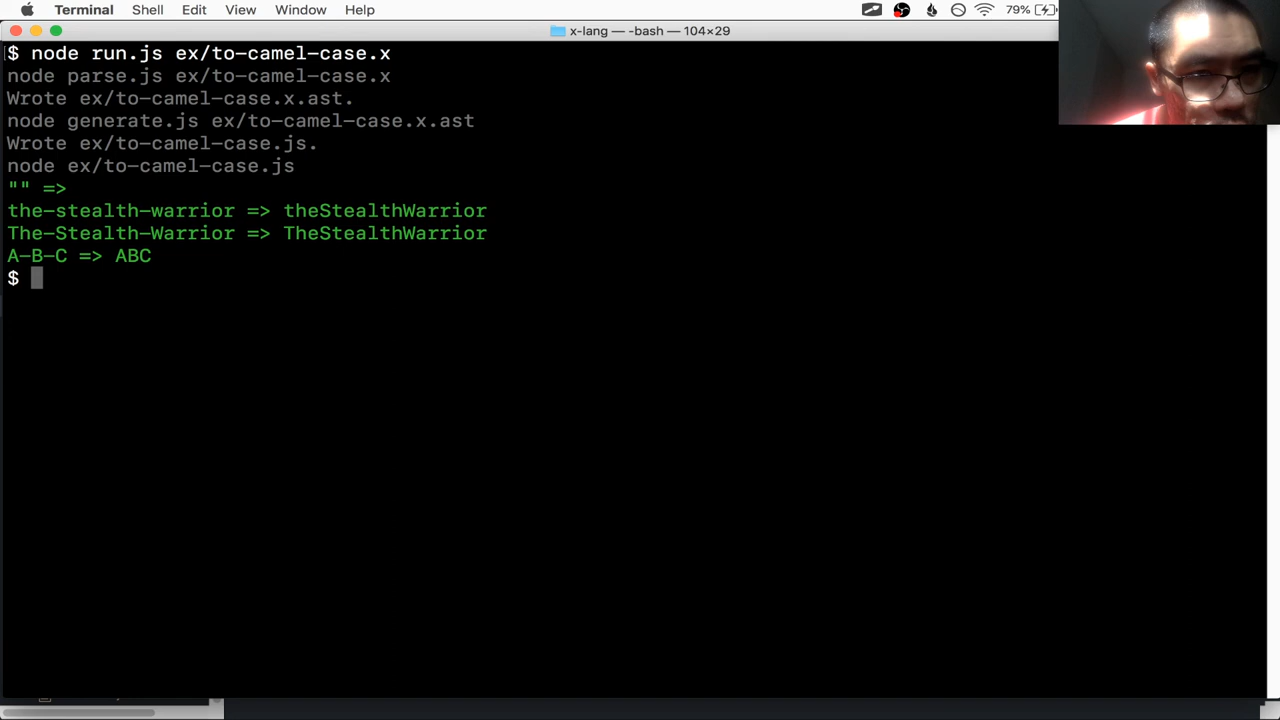 Terminal Shell Edit View Window Help 79%
x-lang — -bash — 104×29
$ node run.js ex/to-camel-case.x
node parse.js ex/to-camel-case.x
Wrote ex/to-camel-case.x.ast.
node generate.js ex/to-camel-case.x.ast
Wrote ex/to-camel-case.js.
node ex/to-camel-case.js
"" =>
the-stealth-warrior => theStealthWarrior
The-Stealth-Warrior => TheStealthWarrior
A-B-C => ABC
$